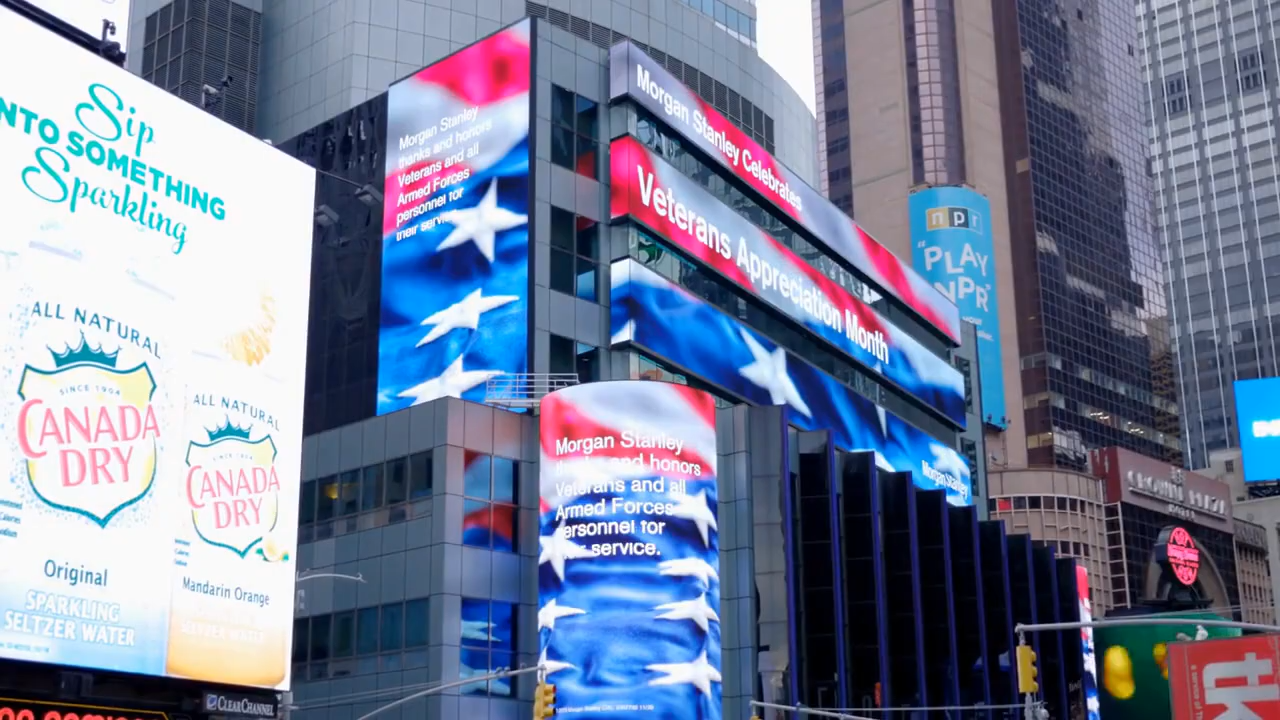 Sip
INTO SOMETHING
Sparkling
ALL NATURAL
SINCE 1904
CANADA
DRY
Original
SPARKLING
SELTZER WATER
ALL NATURAL
CANADA
DRY
Mandarin Orange
SELTZER WATER
CLEARCHANNEL
Morgan Stanley
thanks and honors
Veterans and all
Armed Forces
personnel for
their service.
Morgan Stanley Celebrates
Veterans Appreciation Month
Morgan Stanley
Morgan Stanley
thanks and honors
Veterans and all
Armed Forces
personnel for
service.
npr
"PLAY
NPR"
CROWNE PLAZA
tk